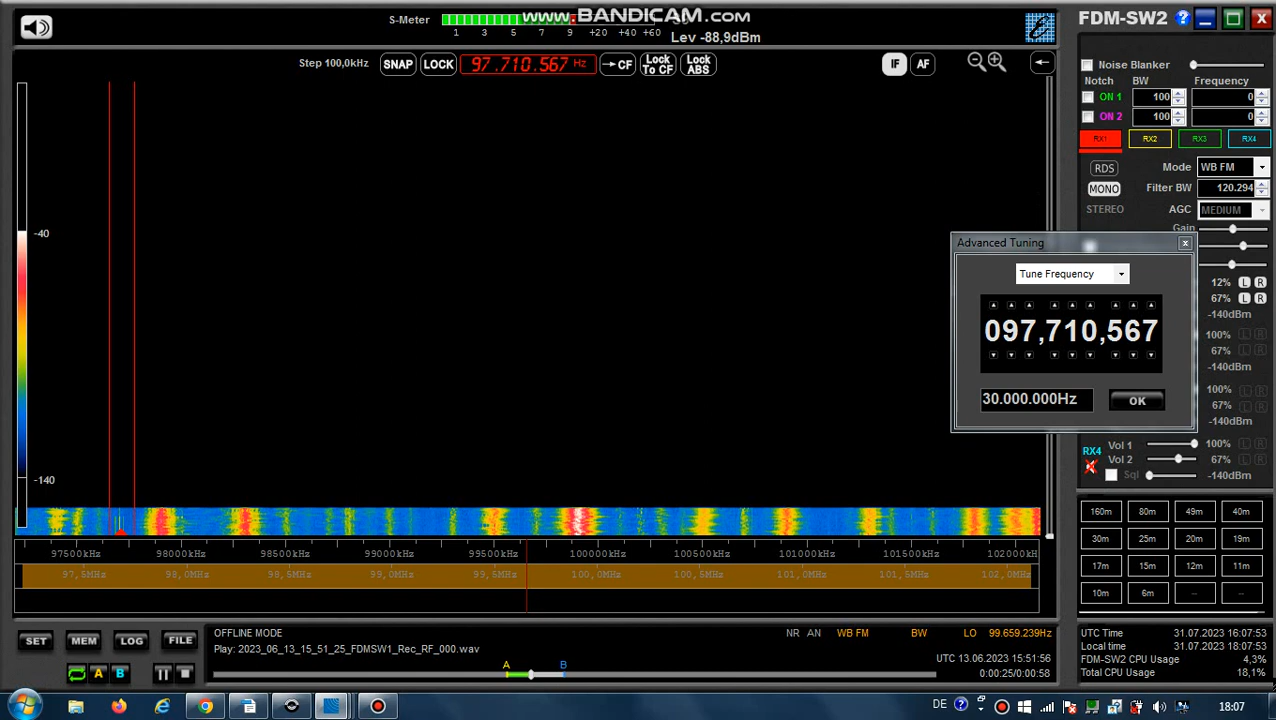 S-Meter
www.BANDICAM.com
1 3 5 7 9 +20 +40 +60
Lev -88,9dBm
FDM-SW2
Step 100,0kHz
SNAP
LOCK
97.710.567 Hz
→CF
Lock To CF
Lock ABS
IF
AF
Noise Blanker
Notch BW Frequency
ON 1 100 0
ON 2 100 0
RX1 RX2 RX3 RX4
RDS
Mode WB FM
MONO
Filter BW 120.294
STEREO
AGC MEDIUM
Gain
-40
-140
Advanced Tuning
Tune Frequency
097,710,567
30.000.000Hz
OK
12% L R
67% L R
-140dBm
100% L R
67% L R
-140dBm
100% L R
67% L R
-140dBm
RX4
Vol 1 100% L R
Vol 2 67% L R
Sql -140dBm
97500kHz 98000kHz 98500kHz 99000kHz 99500kHz 100000kHz 100500kHz 101000kHz 101500kHz 102000kH
97,5MHz 98,0MHz 98,5MHz 99,0MHz 99,5MHz 100,0MHz 100,5MHz 101,0MHz 101,5MHz 102,0MHz
160m 80m 49m 40m
30m 25m 20m 19m
17m 15m 12m 11m
10m 6m -- --
SET MEM LOG FILE
A B
OFFLINE MODE
NR AN WB FM BW LO 99.659.239Hz
Play: 2023_06_13_15_51_25_FDMSW1_Rec_RF_000.wav
UTC 13.06.2023 15:51:56
A B
0:00:25/0:00:58
UTC Time 31.07.2023 16:07:53
Local time 31.07.2023 18:07:53
FDM-SW2 CPU Usage 4,3%
Total CPU Usage 18,1%
DE
18:07